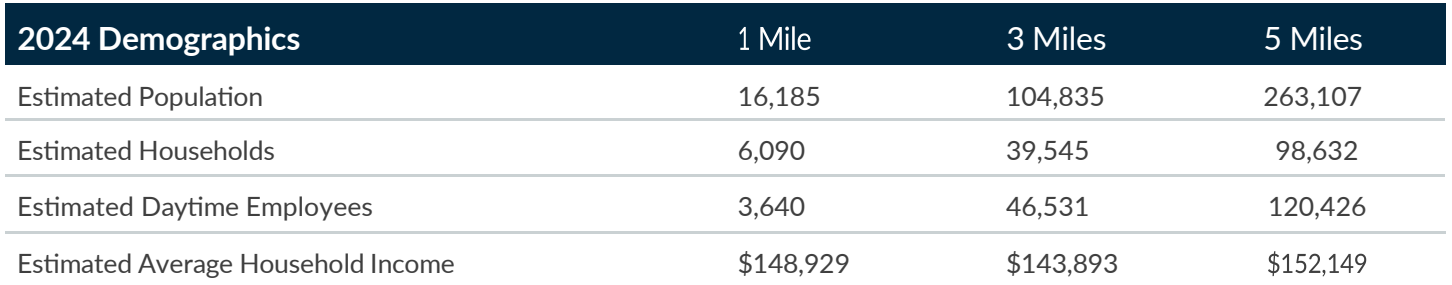 2024 Demographics 1 Mile 3 Miles 5 Miles
Estimated Population 16,185 104,835 263,107
Estimated Households 6,090 39,545 98,632
Estimated Daytime Employees 3,640 46,531 120,426
Estimated Average Household Income $148,929 $143,893 $152,149